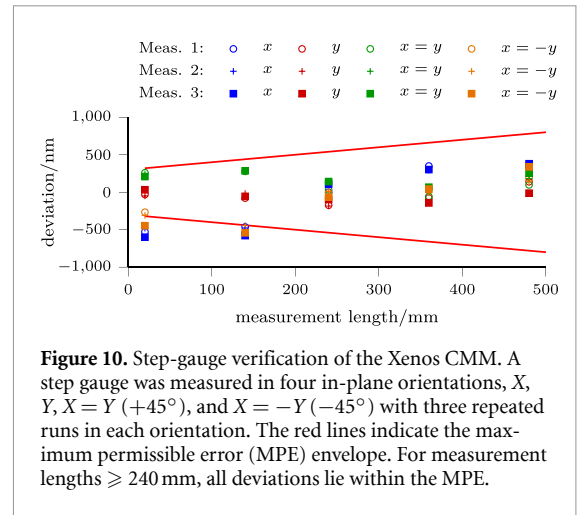 Meas. 1: x y x = y x = −y
Meas. 2: x y x = y x = −y
Meas. 3: x y x = y x = −y
1,000
500
0
−500
−1,000
deviation/nm
0 100 200 300 400 500
measurement length/mm
Figure 10. Step-gauge verification of the Xenos CMM. A
step gauge was measured in four in-plane orientations, X,
Y, X = Y (+45°), and X = −Y (−45°) with three repeated
runs in each orientation. The red lines indicate the max-
imum permissible error (MPE) envelope. For measurement
lengths ⩾ 240 mm, all deviations lie within the MPE.